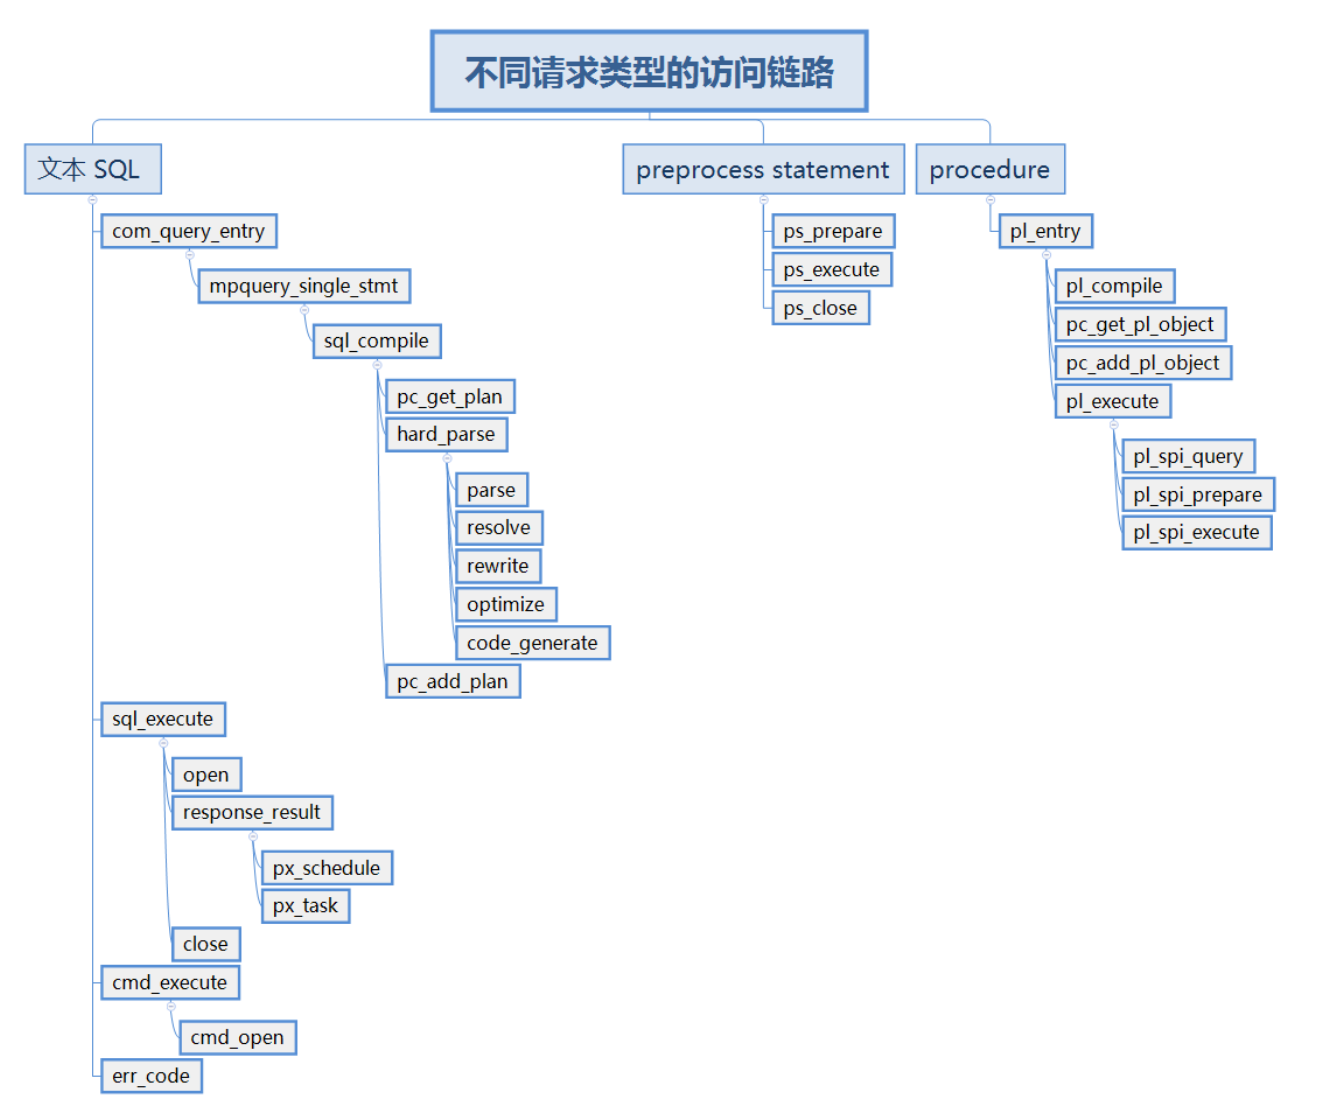 不同请求类型的访问链路
文本 SQL
com_query_entry
mpquery_single_stmt
sql_compile
pc_get_plan
hard_parse
parse
resolve
rewrite
optimize
code_generate
pc_add_plan
sql_execute
open
response_result
px_schedule
px_task
close
cmd_execute
cmd_open
err_code
preprocess statement
ps_prepare
ps_execute
ps_close
procedure
pl_entry
pl_compile
pc_get_pl_object
pc_add_pl_object
pl_execute
pl_spi_query
pl_spi_prepare
pl_spi_execute